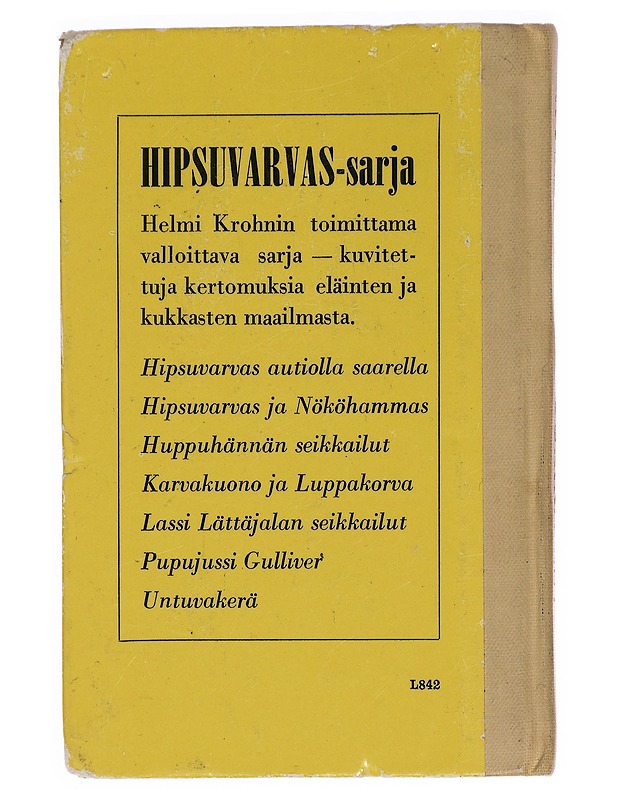 HIPSUVARVAS-sarja
Helmi Krohnin toimittama
valloittava sarja — kuvitet-
tuja kertomuksia eläinten ja
kukkasten maailmasta.
Hipsuvarvas autiolla saarella
Hipsuvarvas ja Nököhammas
Huppuhännän seikkailut
Karvakuono ja Luppakorva
Lassi Lättäjalan seikkailut
Pupujussi Gulliver
Untuvakerä
L842